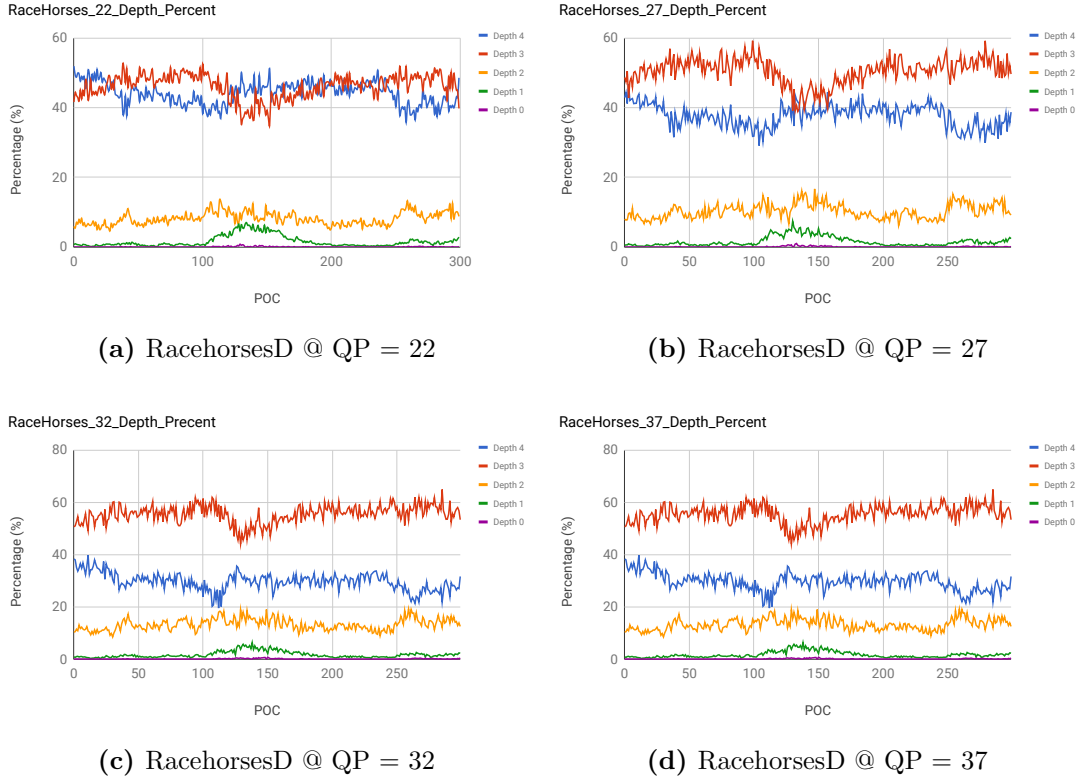 RaceHorses_22_Depth_Percent
Percentage (%)
60
40
20
0
0 100 200 300
POC
Depth 4
Depth 3
Depth 2
Depth 1
Depth 0
(a) RacehorsesD @ QP = 22
RaceHorses_27_Depth_Percent
Percentage (%)
60
40
20
0
0 50 100 150 200 250
POC
Depth 4
Depth 3
Depth 2
Depth 1
Depth 0
(b) RacehorsesD @ QP = 27
RaceHorses_32_Depth_Precent
Percentage (%)
80
60
40
20
0
0 50 100 150 200 250
POC
Depth 4
Depth 3
Depth 2
Depth 1
Depth 0
(c) RacehorsesD @ QP = 32
RaceHorses_37_Depth_Percent
Percentage (%)
80
60
40
20
0
0 50 100 150 200 250
POC
Depth 4
Depth 3
Depth 2
Depth 1
Depth 0
(d) RacehorsesD @ QP = 37